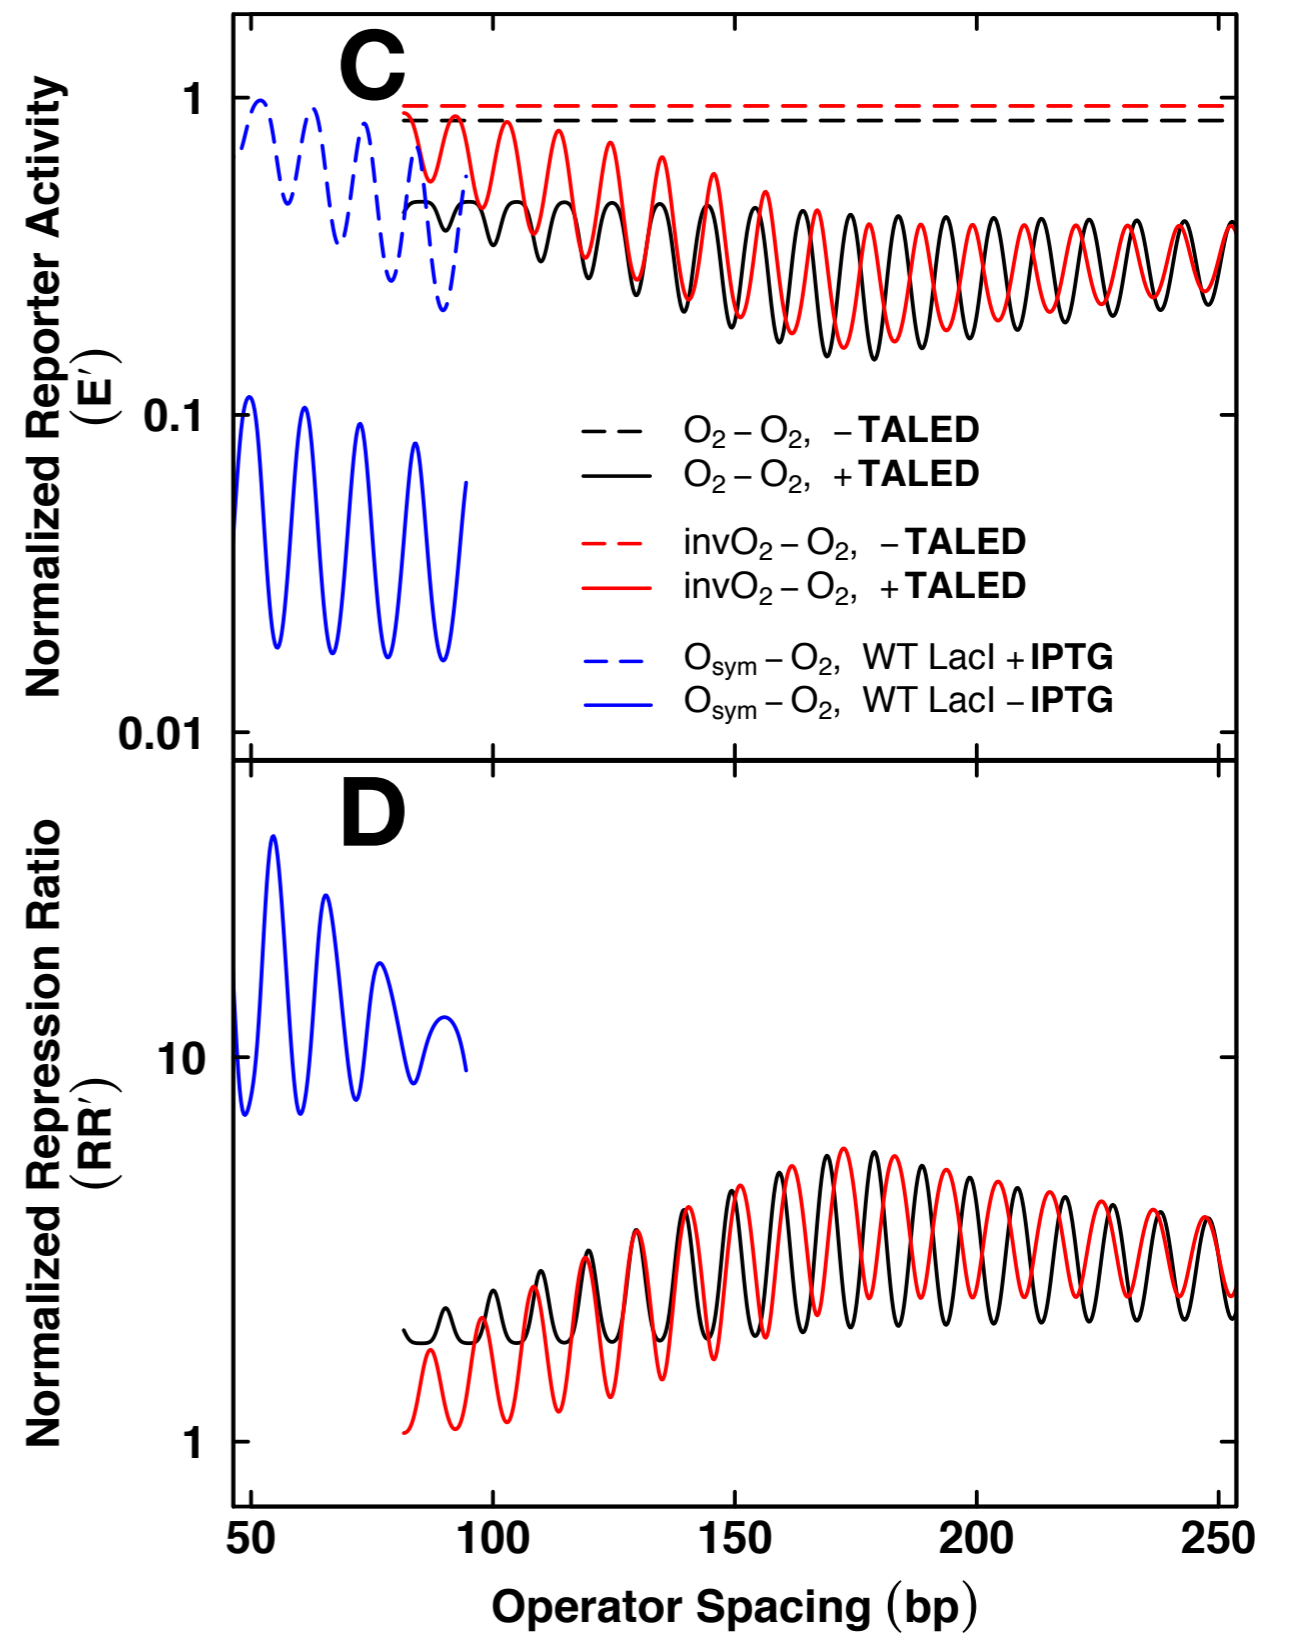 C
Normalized Reporter Activity
(E′)
1
0.1
0.01
O₂ – O₂, – TALED
O₂ – O₂, + TALED
invO₂ – O₂, – TALED
invO₂ – O₂, + TALED
Osym – O₂, WT LacI + IPTG
Osym – O₂, WT LacI – IPTG
D
Normalized Repression Ratio
(RR′)
10
1
50 100 150 200 250
Operator Spacing (bp)